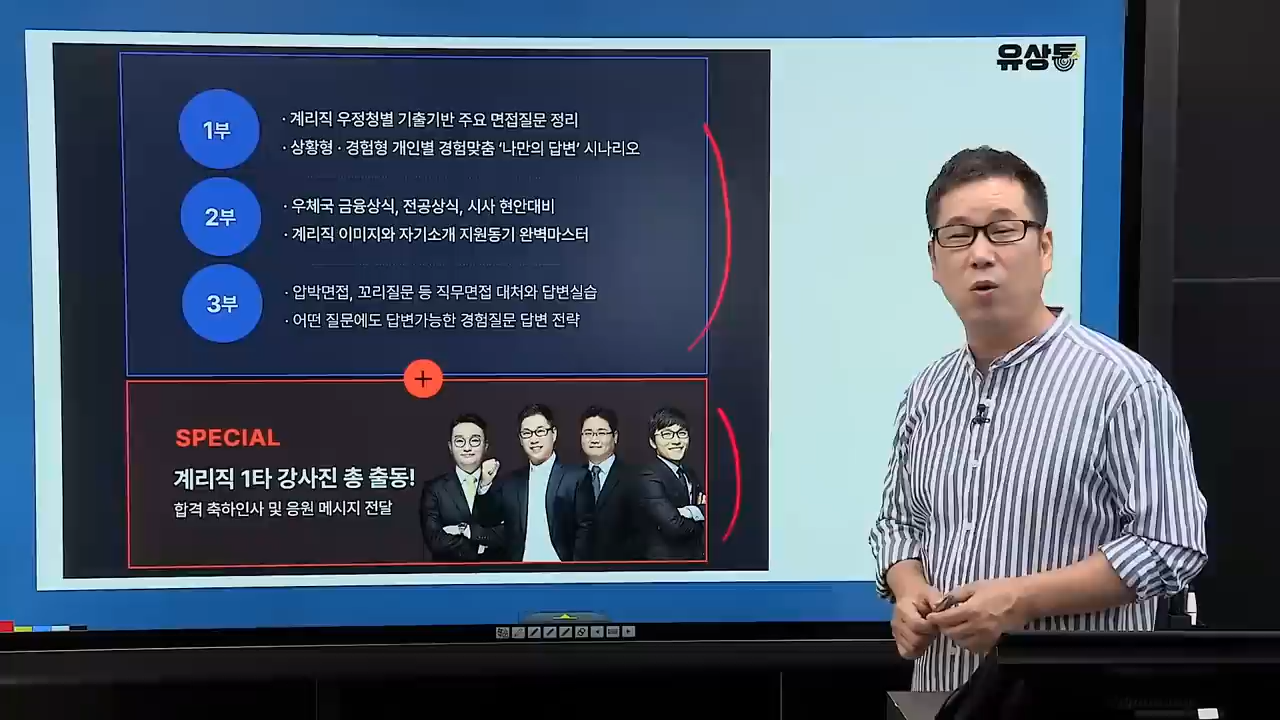 유상통
1부
· 계리직 우정청별 기출기반 주요 면접질문 정리
· 상황형 · 경험형 개인별 경험맞춤 '나만의 답변' 시나리오
2부
· 우체국 금융상식, 전공상식, 시사 현안대비
· 계리직 이미지와 자기소개 지원동기 완벽마스터
3부
· 압박면접, 꼬리질문 등 직무면접 대처와 답변실습
· 어떤 질문에도 답변가능한 경험질문 답변 전략
+
SPECIAL
계리직 1타 강사진 총 출동!
합격 축하인사 및 응원 메시지 전달